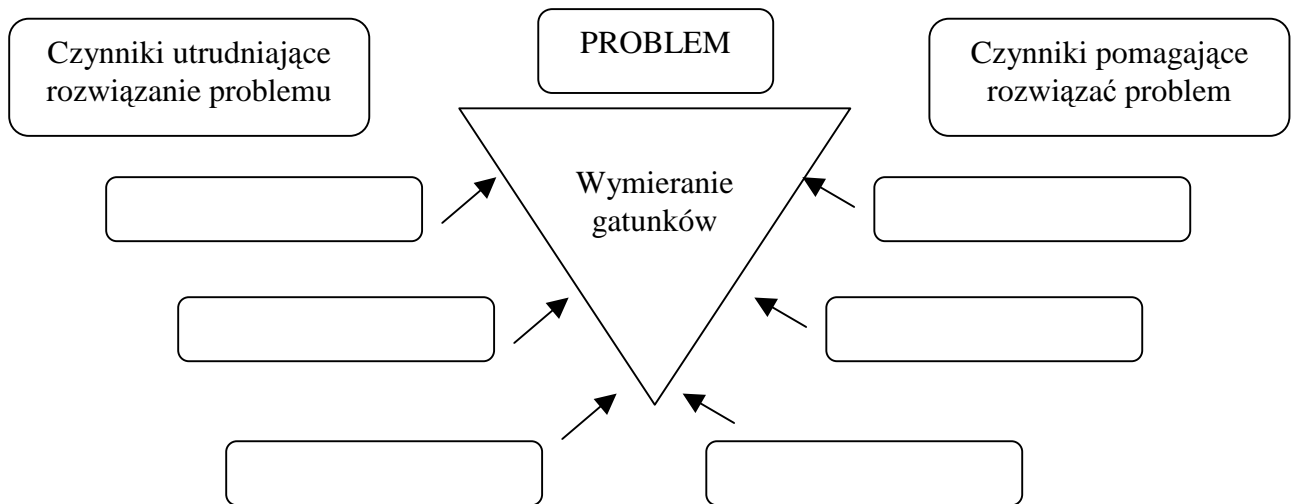 Czynniki utrudniające
rozwiązanie problemu
PROBLEM
Czynniki pomagające
rozwiązać problem
Wymieranie
gatunków